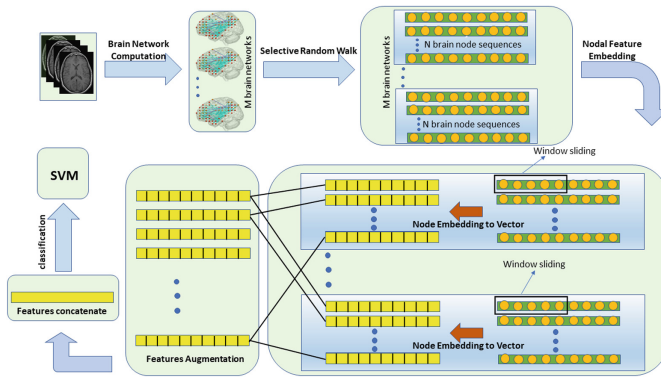 Brain Network
Computation
M brain networks
Selective Random Walk
M brain networks
N brain node sequences
N brain node sequences
Nodal Feature
Embedding
Window sliding
Node Embedding to Vector
Window sliding
Node Embedding to Vector
Features Augmentation
Features concatenate
classification
SVM